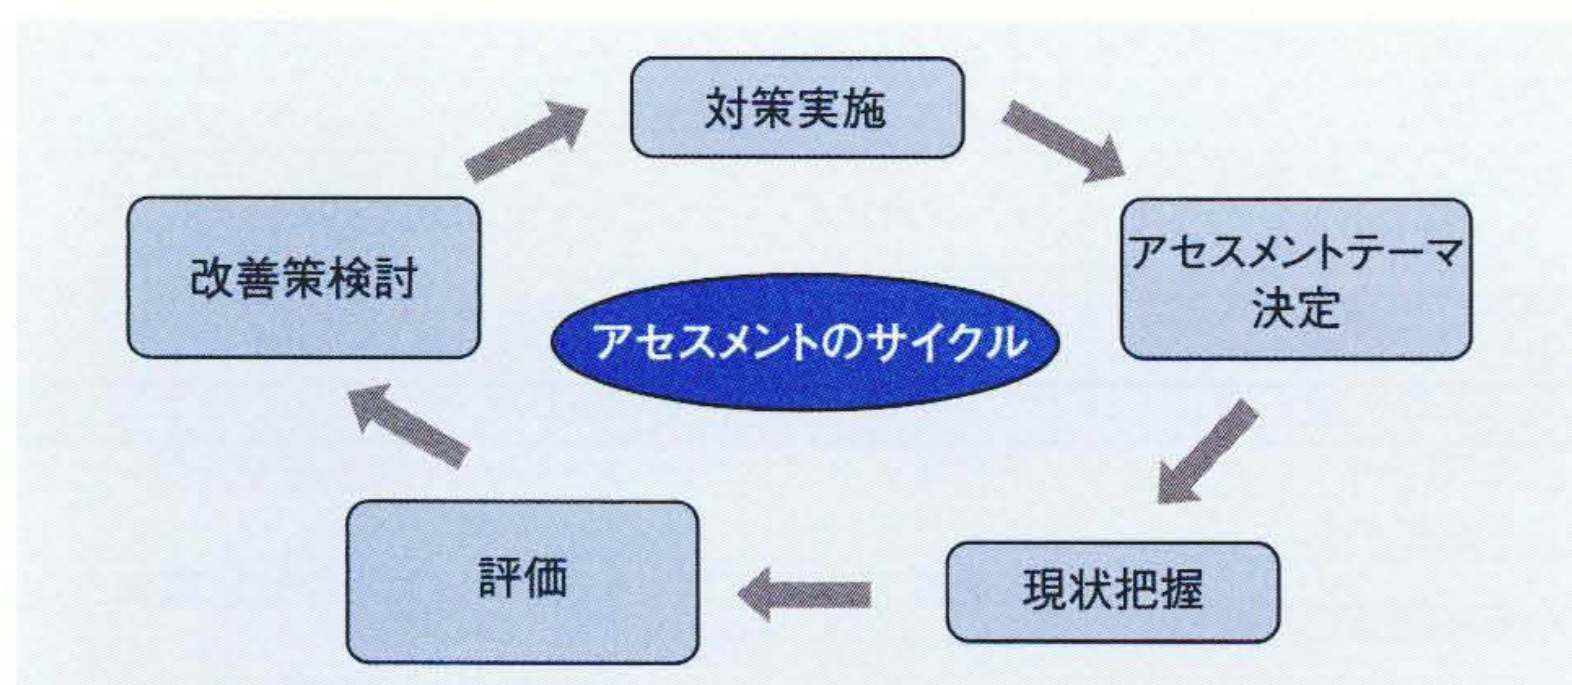 対策実施
改善策検討
アセスメントテーマ
決定
アセスメントのサイクル
評価
現状把握